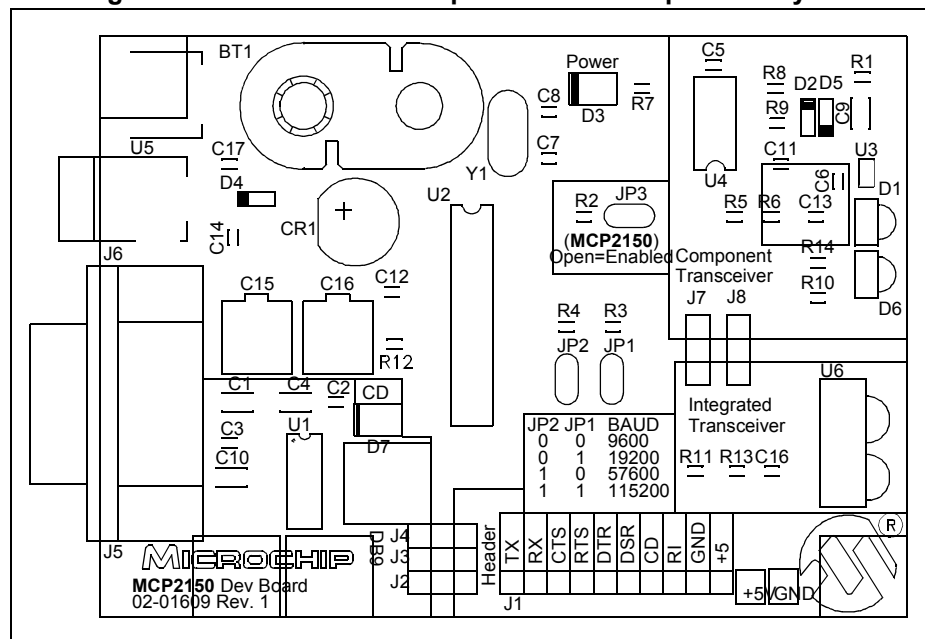 BT1
Power
C5
R1
R8
D2
D5
C9
R9
C8
D3
R7
U5
C17
C7
Y1
U4
C11
C6
U3
D4
U2
R2
JP3
R5
R6
C13
D1
CR1
C14
(MCP2150)
Open=Enabled
Component
Transceiver
R14
J6
C15
C16
C12
R10
J7
J8
D6
R4
R3
R12
JP2
JP1
U6
C1
C4
C2
CD
Integrated
Transceiver
JP2 JP1 BAUD
0 0 9600
0 1 19200
1 0 57600
1 1 115200
C3
U1
D7
C10
R11
R13
C16
J5
MICROCHIP
MCP2150 Dev Board
02-01609 Rev. 1
DB9
J4
J3
J2
Header
TX
RX
CTS
RTS
DTR
DSR
CD
RI
GND
+5
J1
+5V
GND
®